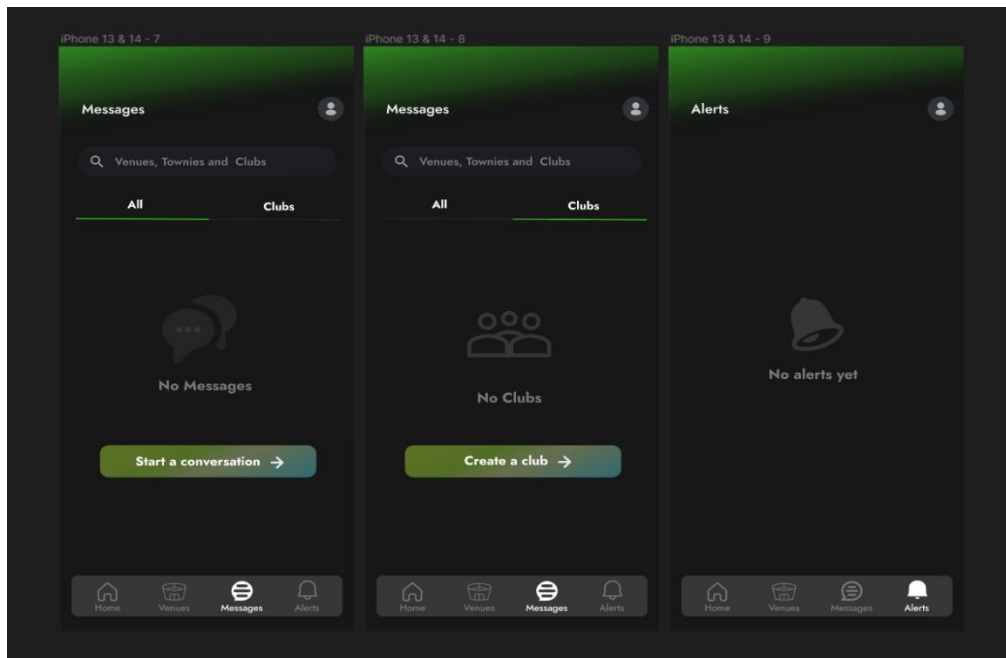 iPhone 13 & 14 - 7
Messages
Venues, Townies and Clubs
All Clubs
No Messages
Start a conversation
Home Venues Messages Alerts
iPhone 13 & 14 - 8
Messages
Venues, Townies and Clubs
All Clubs
No Clubs
Create a club
Home Venues Messages Alerts
iPhone 13 & 14 - 9
Alerts
No alerts yet
Home Venues Messages Alerts